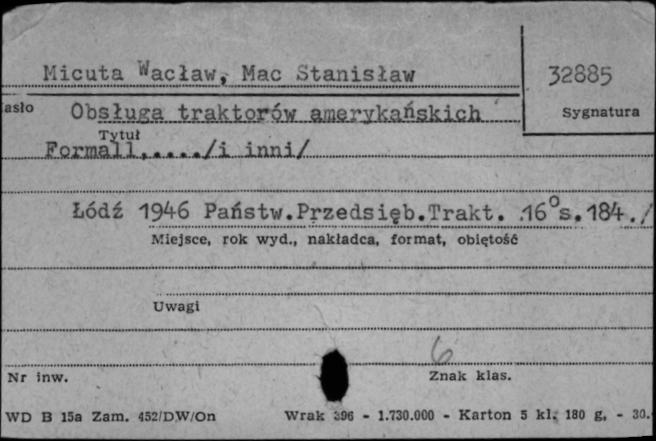 Micuta Wacław, Mac Stanisław
32885
asło Obsługa traktorów amerykańskich
Sygnatura
Tytuł
Formall,..../i inni/
Łódź 1946 Państw.Przedsięb.Trakt. 16°s.184./
Miejsce, rok wyd., nakładca, format, objętość
Uwagi
6
Nr inw.
Znak klas.
WD B 15a Zam. 452/DW/On Wrak 396 - 1.730.000 - Karton 5 kl. 180 g, - 30.